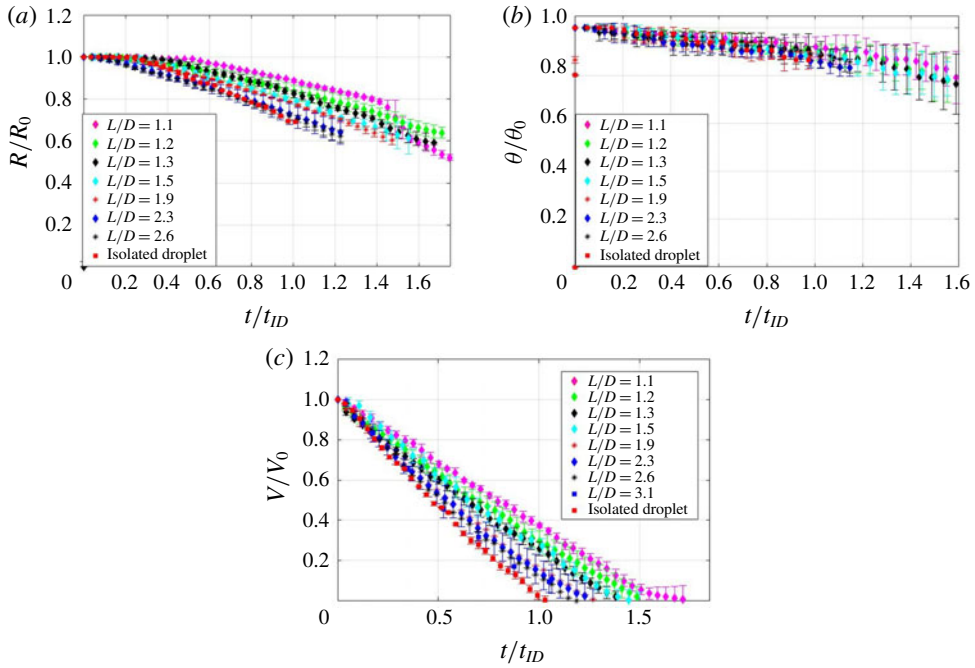 (a)
1.2
1.0
0.8
0.6
0.4
0.2
0
R/R0
L/D = 1.1
L/D = 1.2
L/D = 1.3
L/D = 1.5
L/D = 1.9
L/D = 2.3
L/D = 2.6
Isolated droplet
0.2 0.4 0.6 0.8 1.0 1.2 1.4 1.6
t/tID
(b)
1.0
0.8
0.6
0.4
0.2
0
θ/θ0
L/D = 1.1
L/D = 1.2
L/D = 1.3
L/D = 1.5
L/D = 1.9
L/D = 2.3
L/D = 2.6
Isolated droplet
0.2 0.4 0.6 0.8 1.0 1.2 1.4 1.6
t/tID
(c)
1.2
1.0
0.8
0.6
0.4
0.2
0
V/V0
L/D = 1.1
L/D = 1.2
L/D = 1.3
L/D = 1.5
L/D = 1.9
L/D = 2.3
L/D = 2.6
L/D = 3.1
Isolated droplet
0.5 1.0 1.5
t/tID